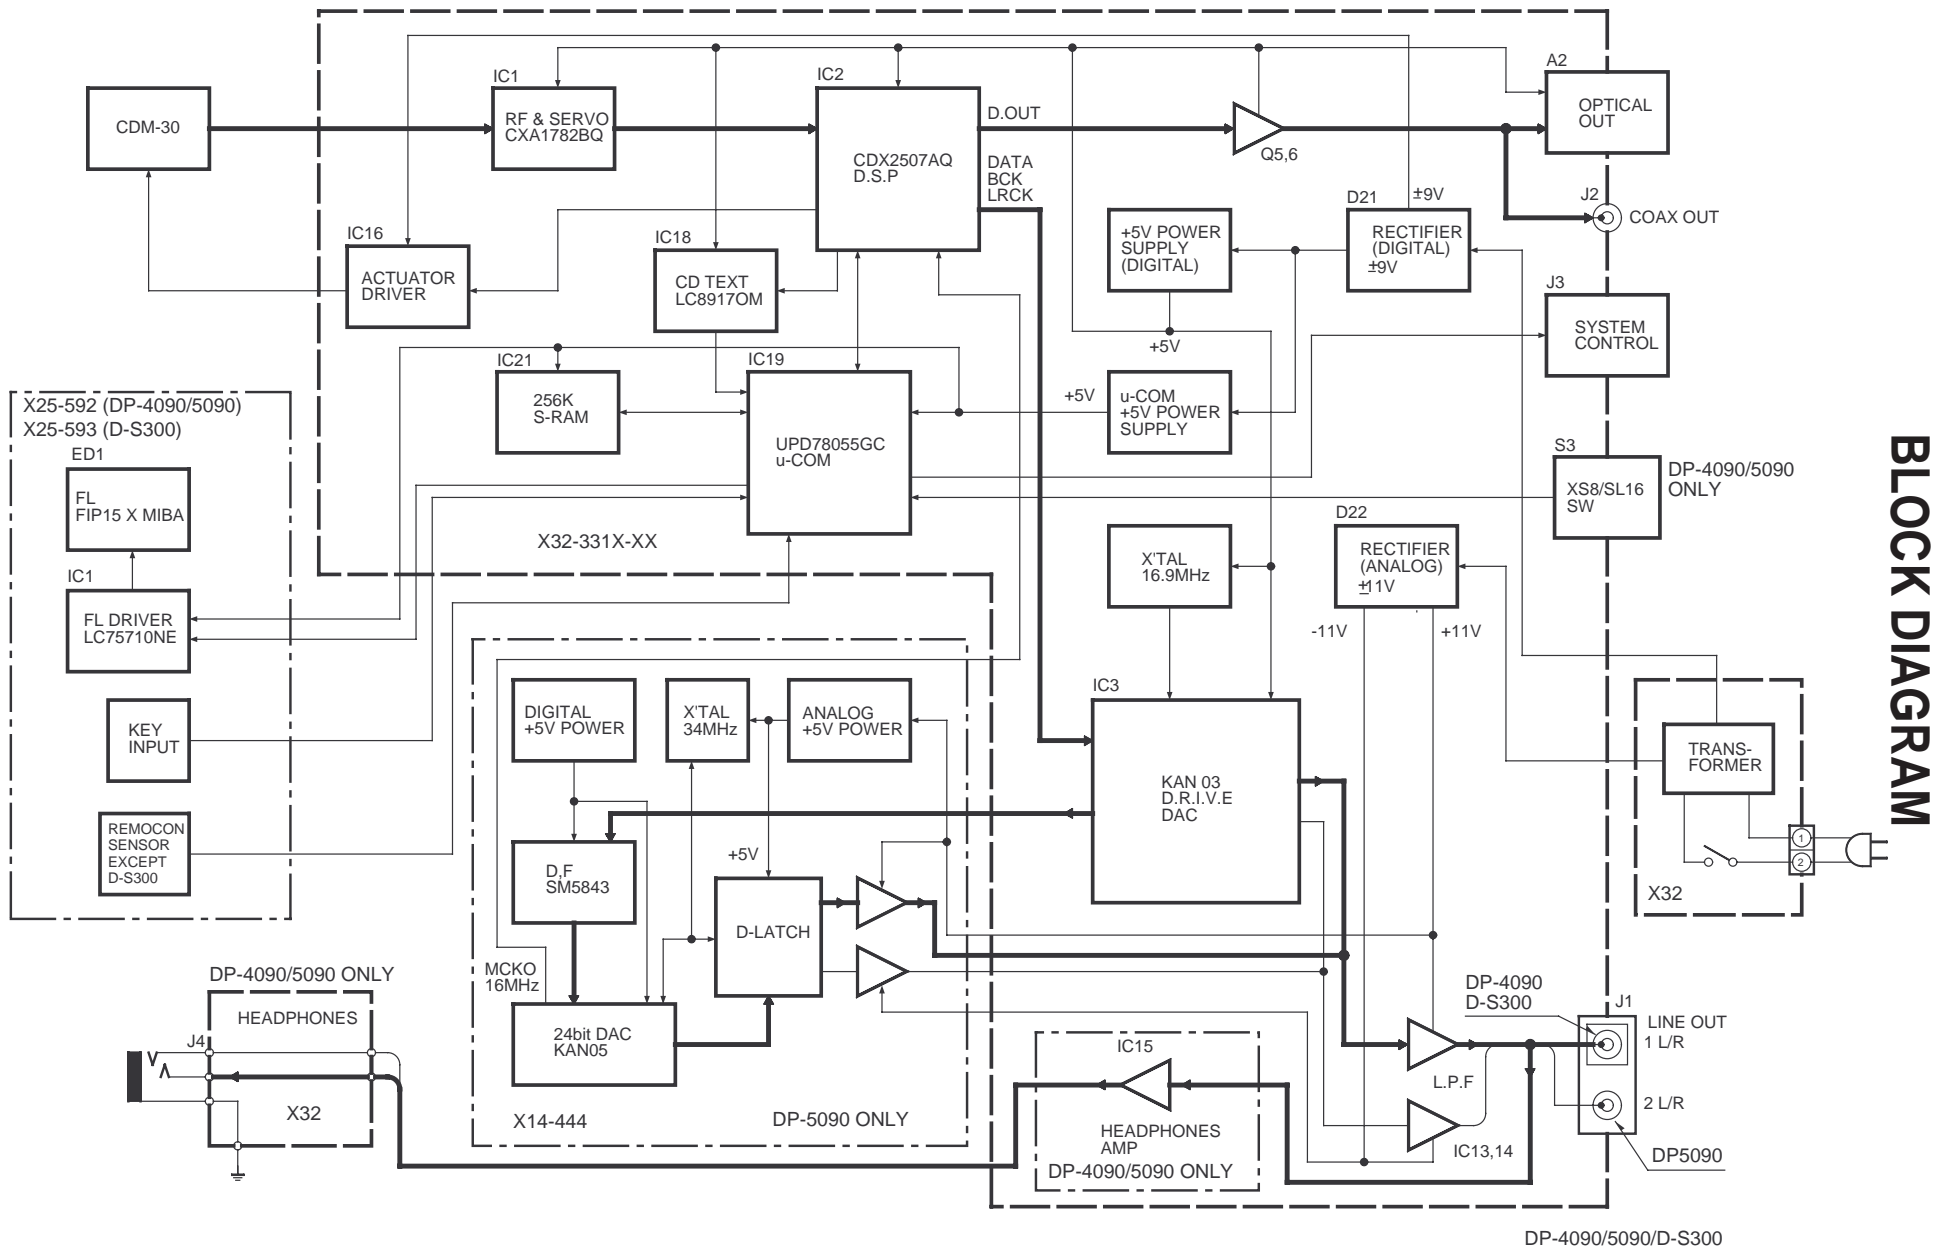 BLOCK DIAGRAM
CDM-30
IC1
RF & SERVO
CXA1782BQ
IC2
CDX2507AQ
D.S.P
D.OUT
DATA
BCK
LRCK
Q5,6
A2
OPTICAL
OUT
J2
COAX OUT
IC16
ACTUATOR
DRIVER
IC18
CD TEXT
LC8917OM
+5V POWER
SUPPLY
(DIGITAL)
+5V
D21
±9V
RECTIFIER
(DIGITAL)
±9V
J3
SYSTEM
CONTROL
IC21
256K
S-RAM
IC19
UPD78055GC
u-COM
+5V
u-COM
+5V POWER
SUPPLY
S3
XS8/SL16
SW
DP-4090/5090
ONLY
X25-592 (DP-4090/5090)
X25-593 (D-S300)
ED1
FL
FIP15 X MIBA
IC1
FL DRIVER
LC75710NE
KEY
INPUT
REMOCON
SENSOR
EXCEPT
D-S300
X32-331X-XX
X'TAL
16.9MHz
D22
RECTIFIER
(ANALOG)
±11V
-11V
+11V
TRANS-
FORMER
1
2
X32
DIGITAL
+5V POWER
X'TAL
34MHz
ANALOG
+5V POWER
IC3
KAN 03
D.R.I.V.E
DAC
D,F
SM5843
+5V
D-LATCH
MCKO
16MHz
24bit DAC
KAN05
X14-444
DP-5090 ONLY
DP-4090/5090 ONLY
HEADPHONES
J4
X32
IC15
HEADPHONES
AMP
DP-4090/5090 ONLY
L.P.F
IC13,14
DP-4090
D-S300
J1
LINE OUT
1 L/R
2 L/R
DP5090
DP-4090/5090/D-S300